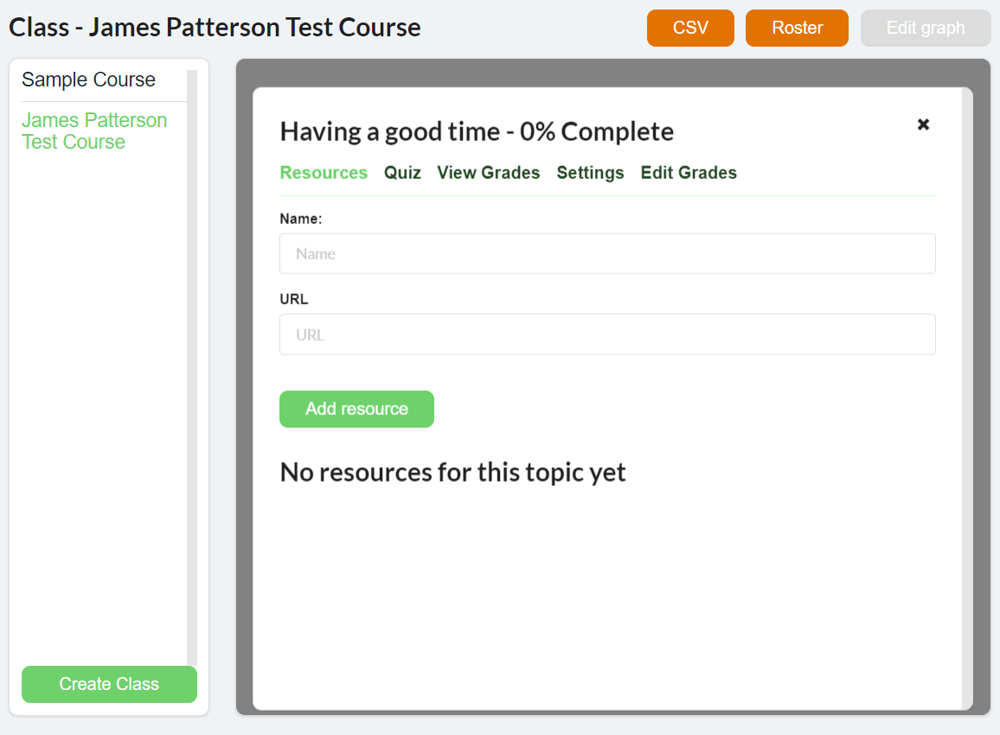 Class - James Patterson Test Course
CSV
Roster
Edit graph
Sample Course
James Patterson
Test Course
Create Class
Having a good time - 0% Complete
Resources Quiz View Grades Settings Edit Grades
Name:
Name
URL
URL
Add resource
No resources for this topic yet